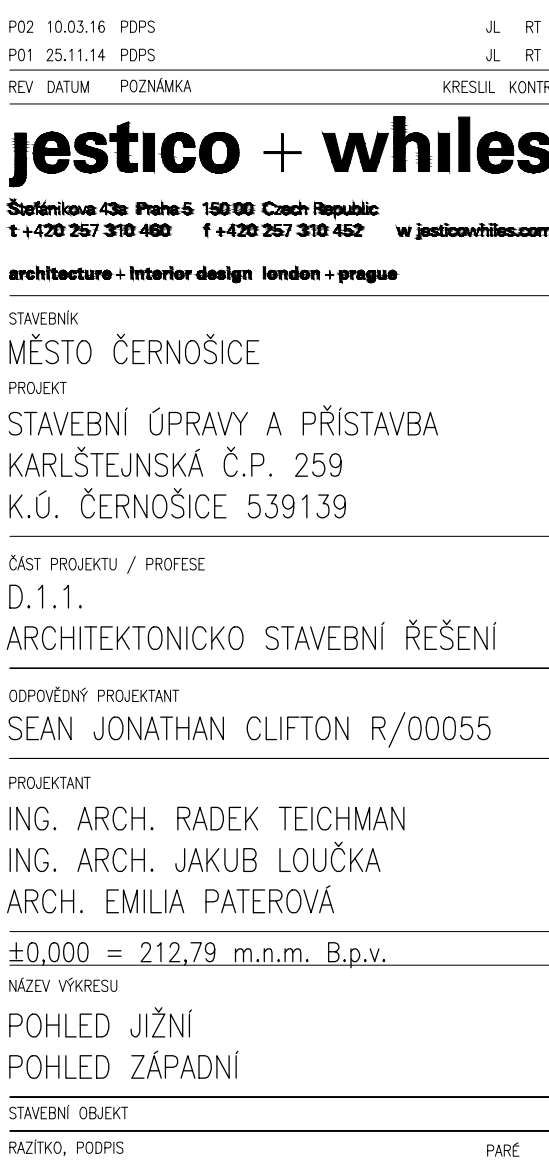 P02 10.03.16 PDPS JL RT
P01 25.11.14 PDPS JL RT
REV DATUM POZNÁMKA KRESLIL KONTR
jestico + whiles
Štefánikova 43a Praha 5 150 00 Czech Republic
t +420 257 310 460 f +420 257 310 452 w jesticowhiles.com
architecture + interior design london + prague
STAVEBNÍK
MĚSTO ČERNOŠICE
PROJEKT
STAVEBNÍ ÚPRAVY A PŘÍSTAVBA
KARLŠTEJNSKÁ Č.P. 259
K.Ú. ČERNOŠICE 539139
ČÁST PROJEKTU / PROFESE
D.1.1.
ARCHITEKTONICKO STAVEBNÍ ŘEŠENÍ
ODPOVĚDNÝ PROJEKTANT
SEAN JONATHAN CLIFTON R/00055
PROJEKTANT
ING. ARCH. RADEK TEICHMAN
ING. ARCH. JAKUB LOUČKA
ARCH. EMILIA PATEROVÁ
±0,000 = 212,79 m.n.m. B.p.v.
NÁZEV VÝKRESU
POHLED JIŽNÍ
POHLED ZÁPADNÍ
STAVEBNÍ OBJEKT
RAZÍTKO, PODPIS PARÉ